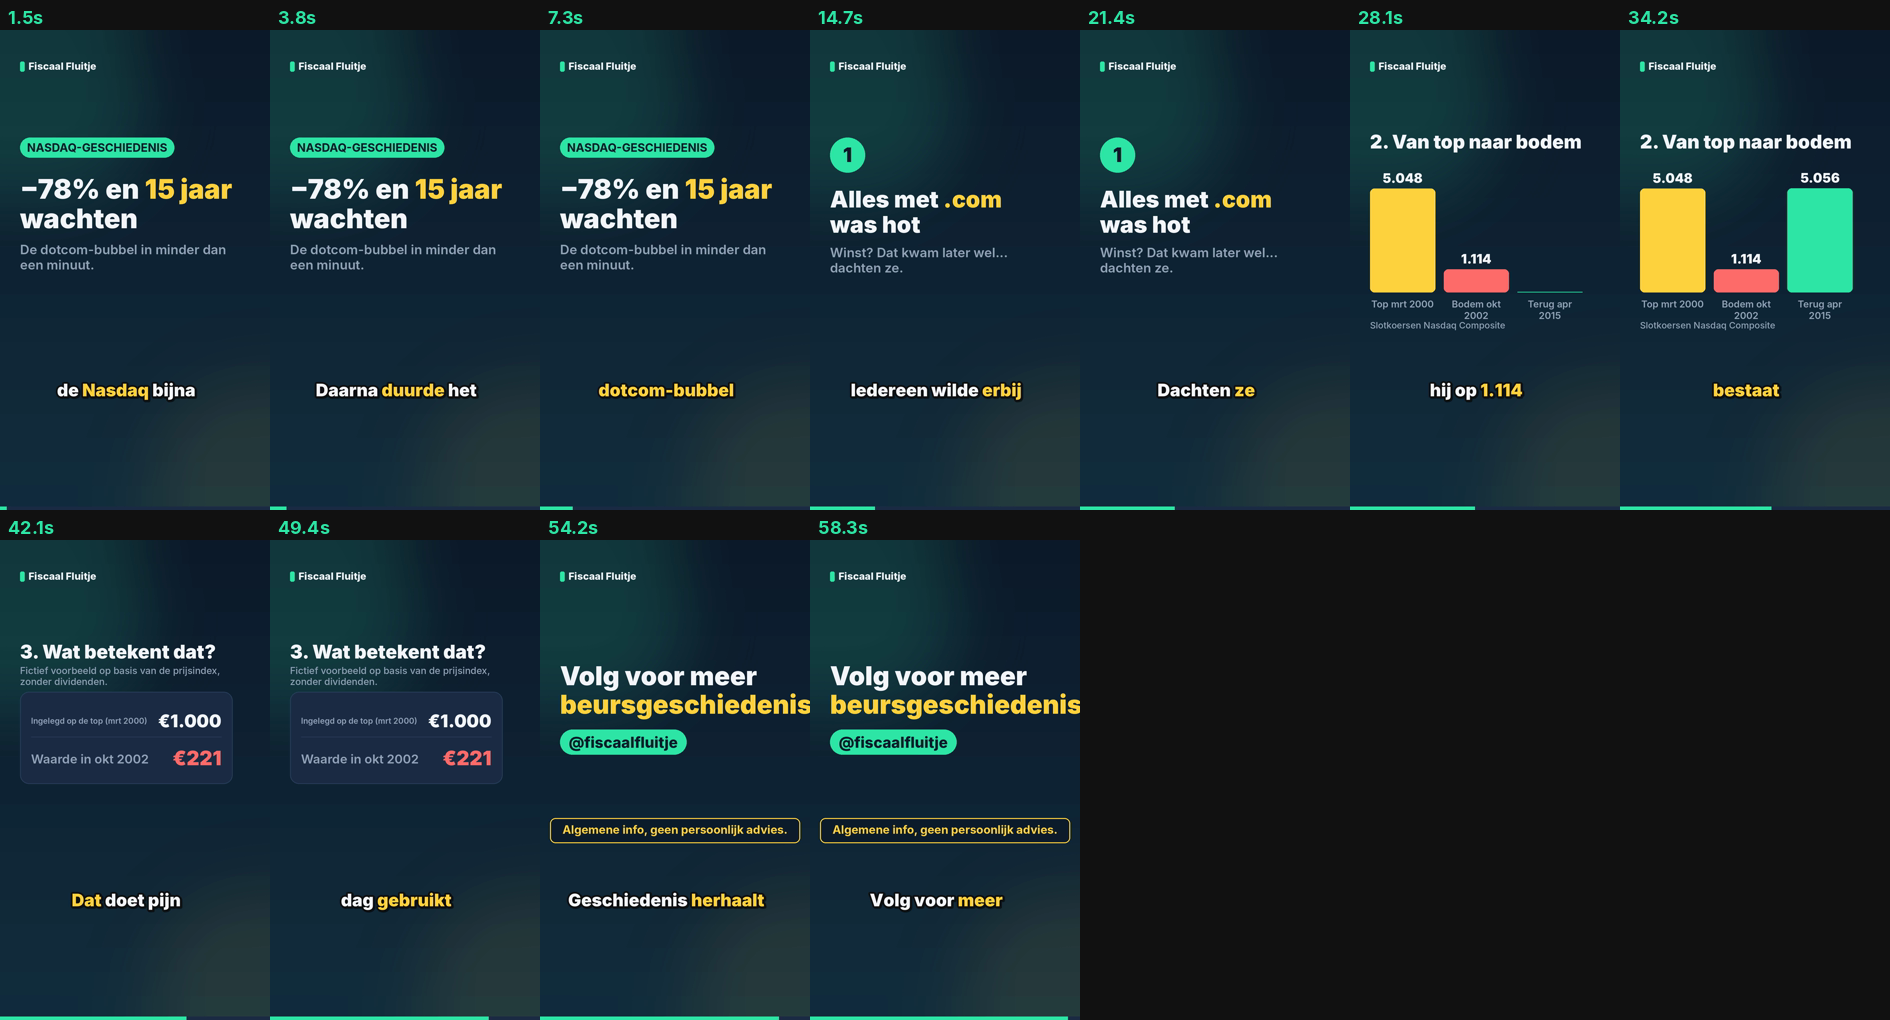 1.5s
Fiscaal Fluitje
NASDAQ-GESCHIEDENIS
−78% en 15 jaar
wachten
De dotcom-bubbel in minder dan
een minuut.
de Nasdaq bijna
3.8s
Fiscaal Fluitje
NASDAQ-GESCHIEDENIS
−78% en 15 jaar
wachten
De dotcom-bubbel in minder dan
een minuut.
Daarna duurde het
7.3s
Fiscaal Fluitje
NASDAQ-GESCHIEDENIS
−78% en 15 jaar
wachten
De dotcom-bubbel in minder dan
een minuut.
dotcom-bubbel
14.7s
Fiscaal Fluitje
1
Alles met .com
was hot
Winst? Dat kwam later wel...
dachten ze.
Iedereen wilde erbij
21.4s
Fiscaal Fluitje
1
Alles met .com
was hot
Winst? Dat kwam later wel...
dachten ze.
Dachten ze
28.1s
Fiscaal Fluitje
2. Van top naar bodem
5.048
1.114
Top mrt 2000
Bodem okt
2002
Terug apr
2015
Slotkoersen Nasdaq Composite
hij op 1.114
34.2s
Fiscaal Fluitje
2. Van top naar bodem
5.048
1.114
5.056
Top mrt 2000
Bodem okt
2002
Terug apr
2015
Slotkoersen Nasdaq Composite
bestaat
42.1s
Fiscaal Fluitje
3. Wat betekent dat?
Fictief voorbeeld op basis van de prijsindex,
zonder dividenden.
Ingelegd op de top (mrt 2000) €1.000
Waarde in okt 2002 €221
Dat doet pijn
49.4s
Fiscaal Fluitje
3. Wat betekent dat?
Fictief voorbeeld op basis van de prijsindex,
zonder dividenden.
Ingelegd op de top (mrt 2000) €1.000
Waarde in okt 2002 €221
dag gebruikt
54.2s
Fiscaal Fluitje
Volg voor meer
beursgeschiedenis
@fiscaalfluitje
Algemene info, geen persoonlijk advies.
Geschiedenis herhaalt
58.3s
Fiscaal Fluitje
Volg voor meer
beursgeschiedenis
@fiscaalfluitje
Algemene info, geen persoonlijk advies.
Volg voor meer